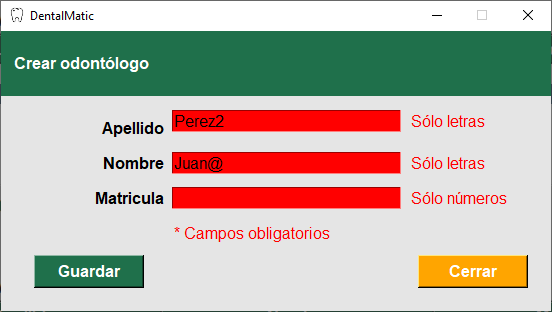 DentalMatic
Crear odontólogo
Apellido Perez2 Sólo letras
Nombre Juan@ Sólo letras
Matricula Sólo números
* Campos obligatorios
Guardar Cerrar